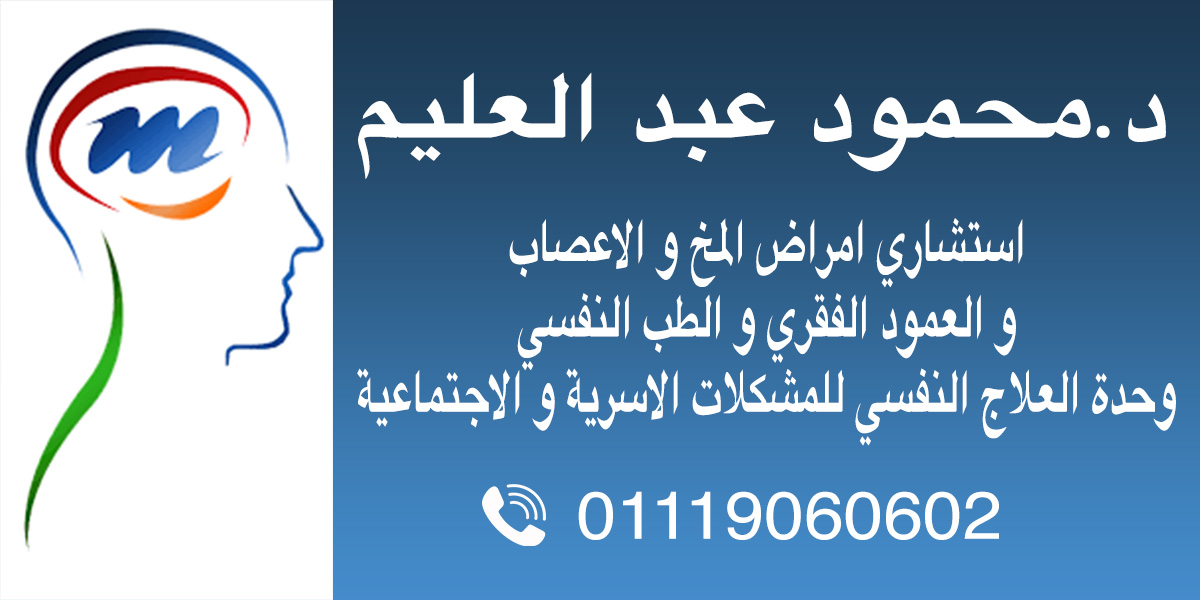 m
د.محمود عبد العليم
استشاري امراض المخ و الاعصاب
و العمود الفقري و الطب النفسي
وحدة العلاج النفسي للمشكلات الاسرية و الاجتماعية
01119060602